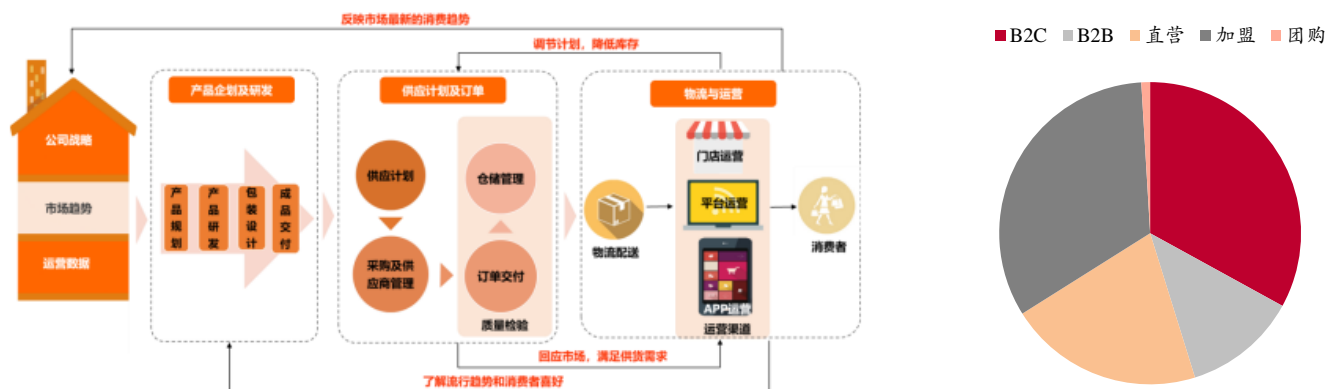 反映市场最新的消费趋势
调节计划，降低库存
产品企划及研发
供应计划及订单
物流与运营
公司战略
市场趋势
运营数据
产品规划
产品研发
包装设计
成品交付
供应计划
采购及供
应商管理
仓储管理
订单交付
质量检验
物流配送
门店运营
平台运营
APP运营
运营渠道
消费者
回应市场，满足供货需求
了解流行趋势和消费者喜好
B2C B2B 直营 加盟 团购